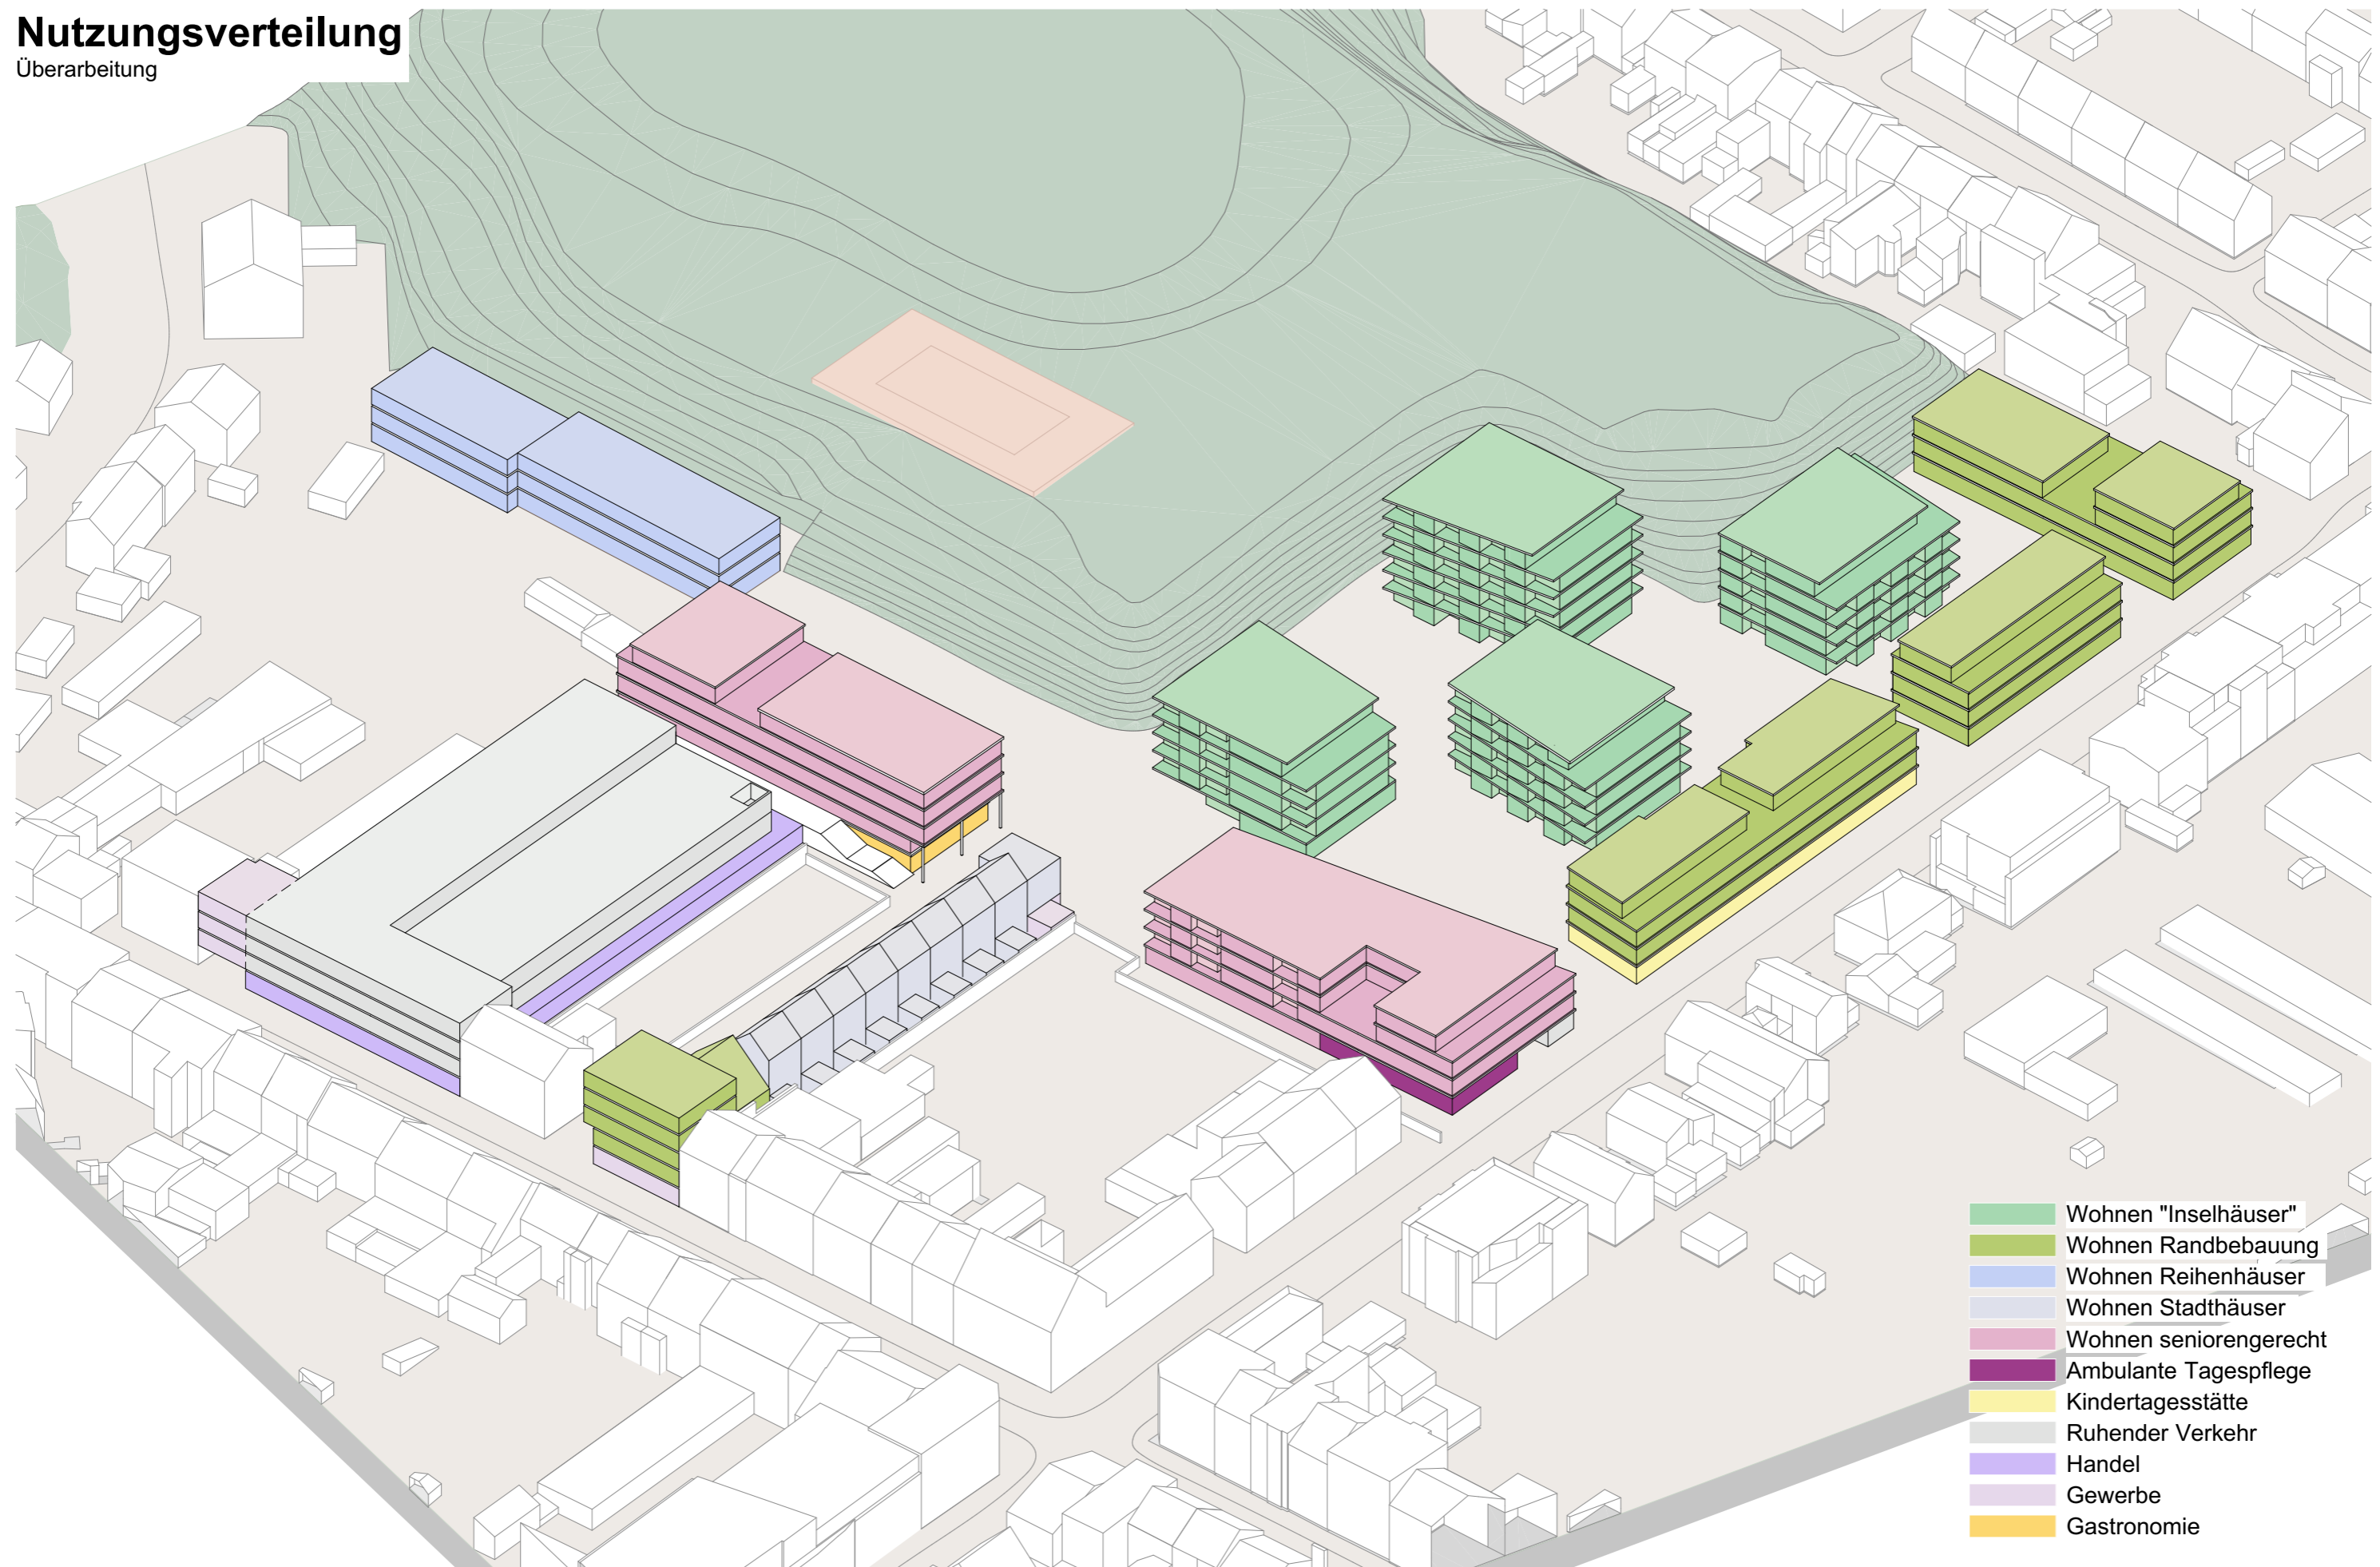 Nutzungsverteilung
Überarbeitung
Wohnen "Inselhäuser"
Wohnen Randbebauung
Wohnen Reihenhäuser
Wohnen Stadthäuser
Wohnen seniorengerecht
Ambulante Tagespflege
Kindertagesstätte
Ruhender Verkehr
Handel
Gewerbe
Gastronomie